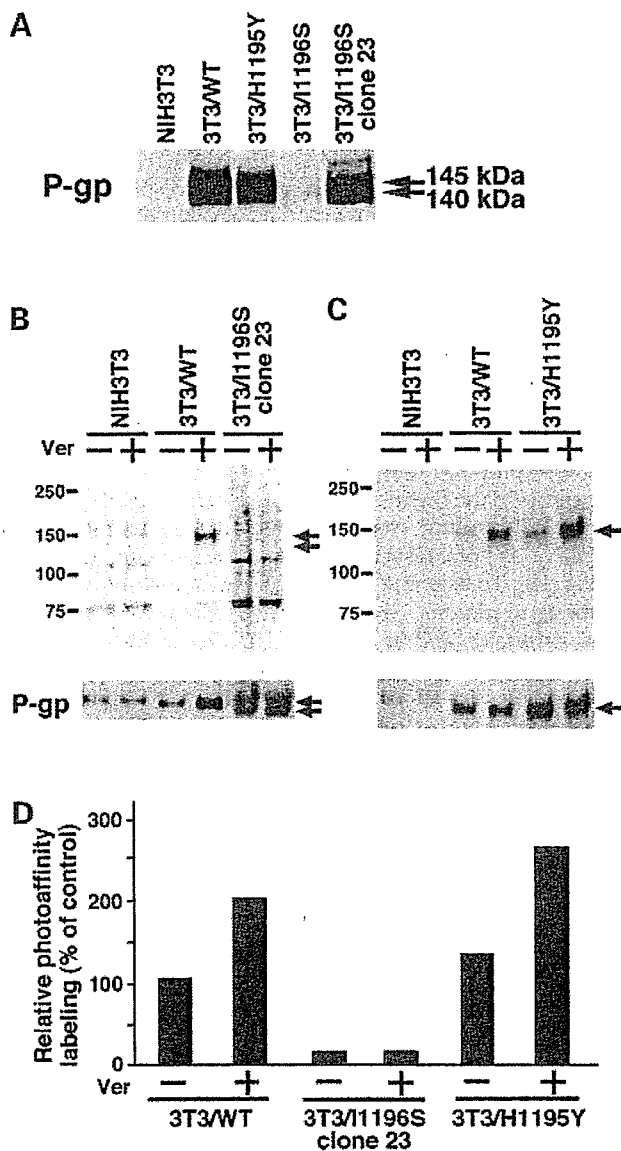 A
NIH3T3
3T3/WT
3T3/H1195Y
3T3/I1196S
3T3/I1196S
clone 23
P-gp
145 kDa
140 kDa
B
NIH3T3
3T3/WT
3T3/I1196S
clone 23
Ver − + − + − +
250
150
100
75
P-gp
C
NIH3T3
3T3/WT
3T3/H1195Y
− + − + − +
250
150
100
75
D
Relative photoaffinity
labeling (% of control)
300
200
100
0
Ver − + − + − +
3T3/WT
3T3/I1196S
clone 23
3T3/H1195Y